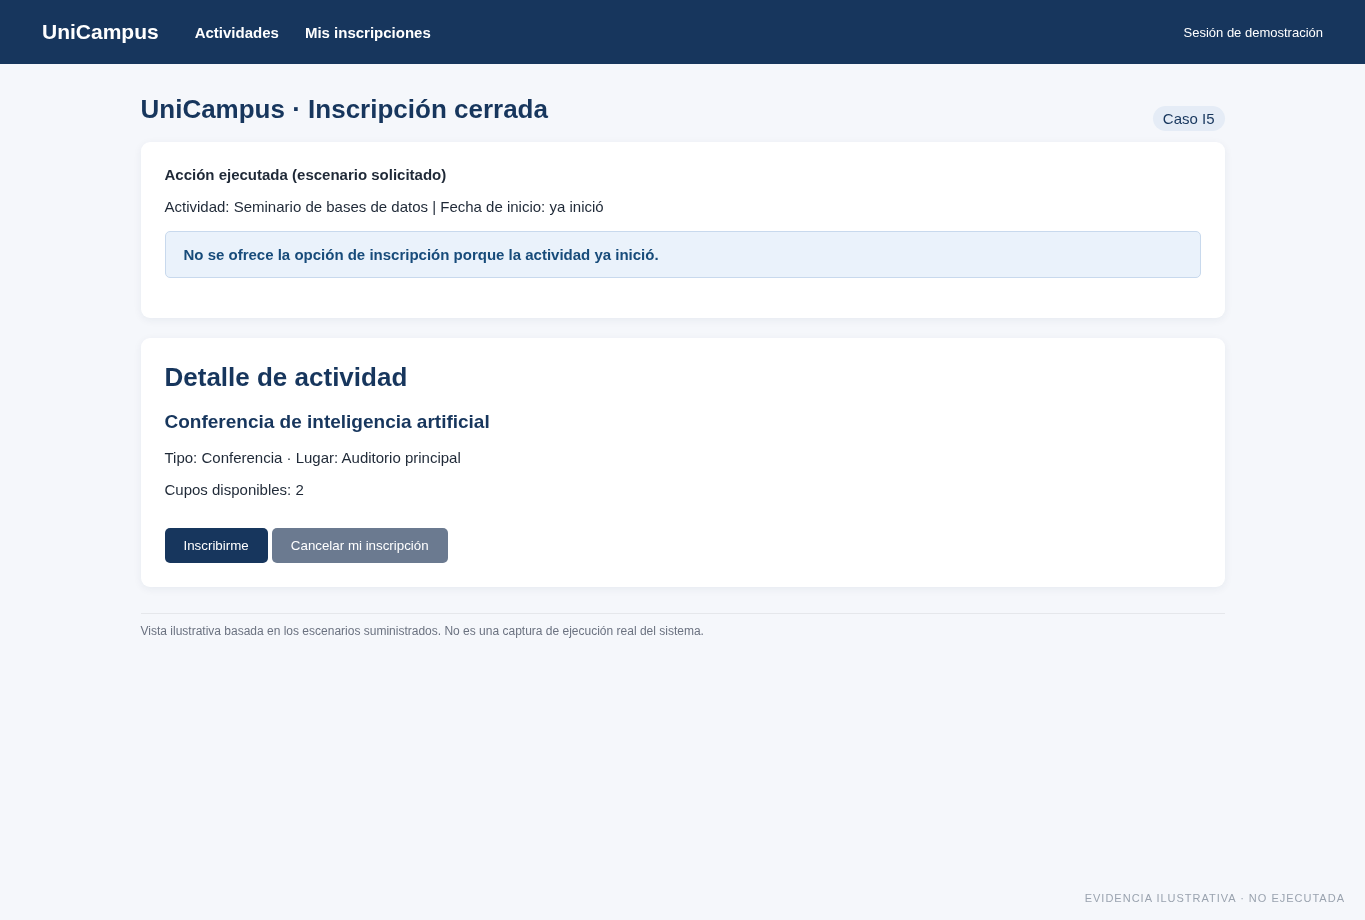 UniCampus Actividades Mis inscripciones Sesión de demostración
UniCampus · Inscripción cerrada
Caso I5
Acción ejecutada (escenario solicitado)
Actividad: Seminario de bases de datos | Fecha de inicio: ya inició
No se ofrece la opción de inscripción porque la actividad ya inició.
Detalle de actividad
Conferencia de inteligencia artificial
Tipo: Conferencia · Lugar: Auditorio principal
Cupos disponibles: 2
Inscribirme Cancelar mi inscripción
Vista ilustrativa basada en los escenarios suministrados. No es una captura de ejecución real del sistema.
EVIDENCIA ILUSTRATIVA · NO EJECUTADA